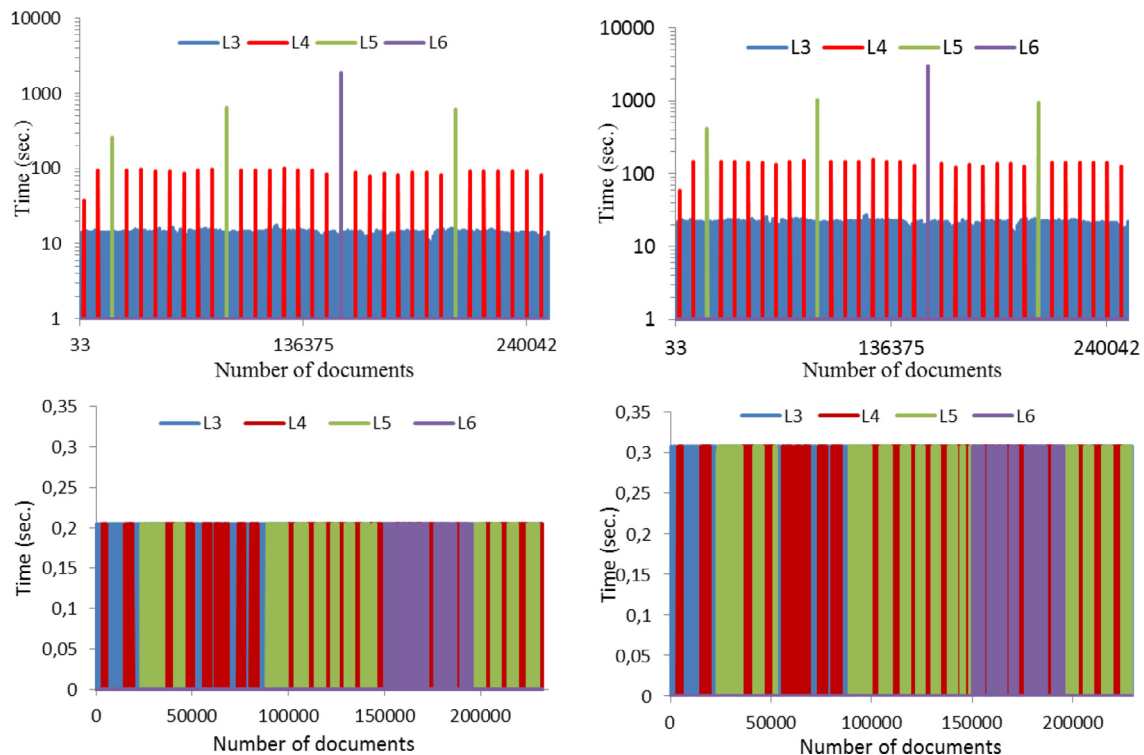 10000
1000
100
10
1
Time (sec.)
L3 L4 L5 L6
33 136375 240042
Number of documents
10000
1000
100
10
1
Time (sec.)
L3 L4 L5 L6
33 136375 240042
Number of documents
0,35
0,3
0,25
0,2
0,15
0,1
0,05
0
Time (sec.)
L3 L4 L5 L6
0 50000 100000 150000 200000
Number of documents
0,35
0,3
0,25
0,2
0,15
0,1
0,05
0
Time (sec.)
L3 L4 L5 L6
0 50000 100000 150000 200000
Number of documents